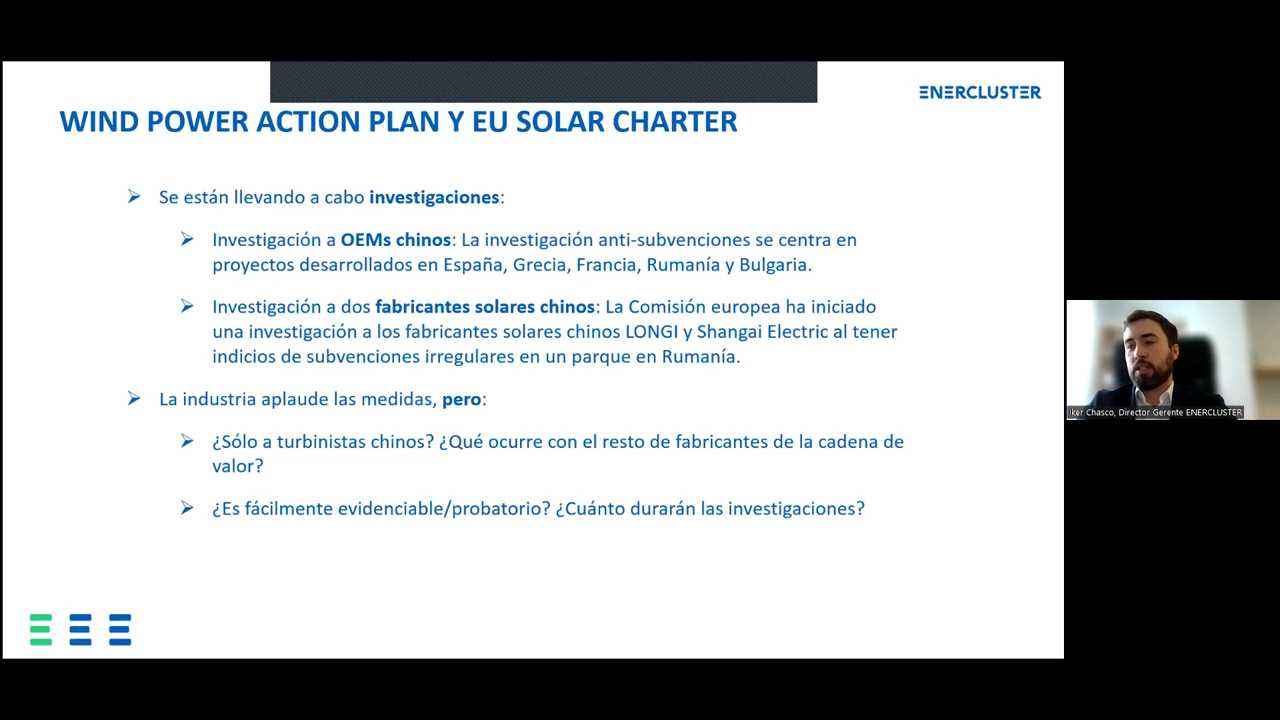 ENERCLUSTER
WIND POWER ACTION PLAN Y EU SOLAR CHARTER
Se están llevando a cabo investigaciones:
Investigación a OEMs chinos: La investigación anti-subvenciones se centra en
proyectos desarrollados en España, Grecia, Francia, Rumanía y Bulgaria.
Investigación a dos fabricantes solares chinos: La Comisión europea ha iniciado
una investigación a los fabricantes solares chinos LONGI y Shangai Electric al tener
indicios de subvenciones irregulares en un parque en Rumanía.
La industria aplaude las medidas, pero:
¿Sólo a turbinistas chinos? ¿Qué ocurre con el resto de fabricantes de la cadena de
valor?
¿Es fácilmente evidenciable/probatorio? ¿Cuánto durarán las investigaciones?
Iker Chasco, Director Gerente ENERCLUSTER